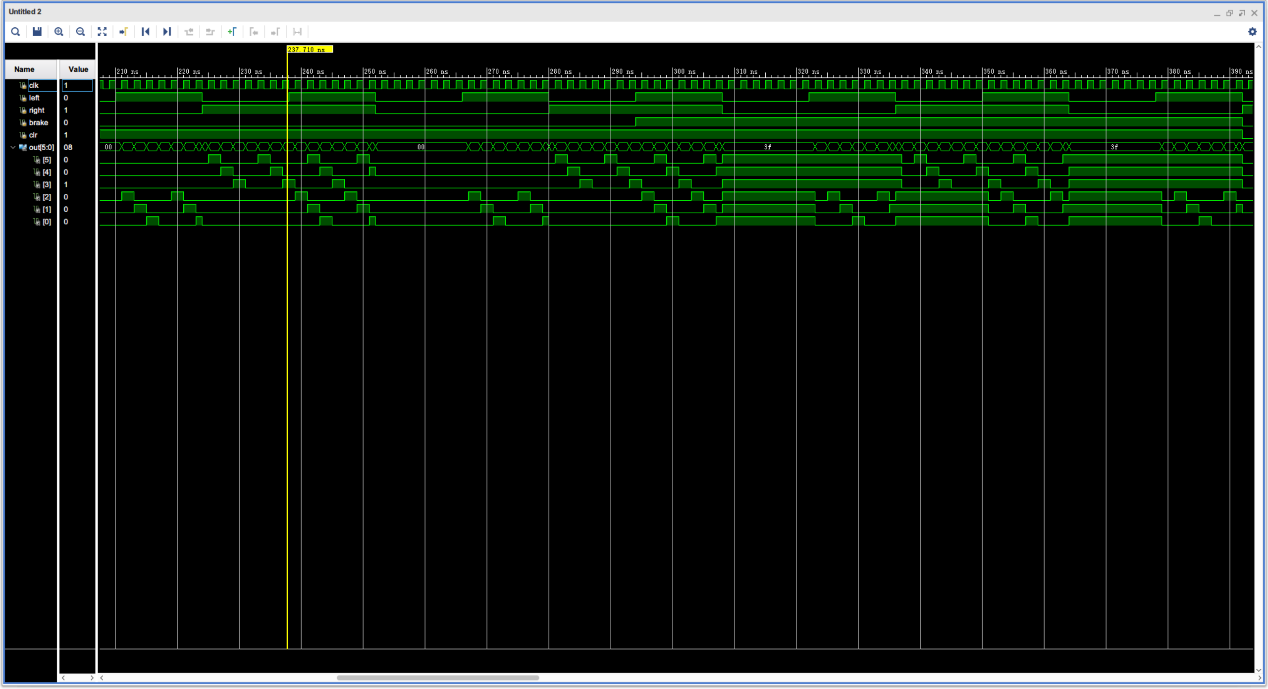 Untitled 2
237.710 ns
Name Value
210 ns 220 ns 230 ns 240 ns 250 ns 260 ns 270 ns 280 ns 290 ns 300 ns 310 ns 320 ns 330 ns 340 ns 350 ns 360 ns 370 ns 380 ns 390 ns
clk 1
left 0
right 1
brake 0
clr 1
out[5:0] 08 00 00 3f 3f
[5] 0
[4] 0
[3] 1
[2] 0
[1] 0
[0] 0